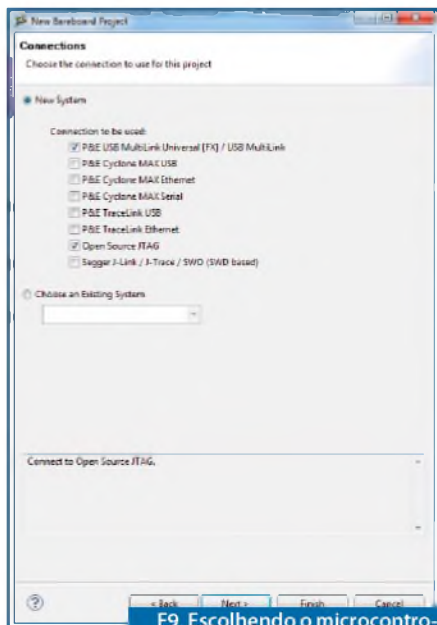 New Bareboard Project
Connections
Choose the connection to use for this project
New System
Connection to be used:
P&E USB MultiLink Universal [FX] / USB MultiLink
P&E Cyclone MAX USB
P&E Cyclone MAX Ethernet
P&E Cyclone MAX Serial
P&E TraceLink USB
P&E TraceLink Ethernet
Open Source JTAG
Segger J-Link / J-Trace / SWO (SWD based)
Choose an Existing System
Connect to Open Source JTAG.
< Back Next > Finish Cancel
F9. Escolhendo o microcontro-